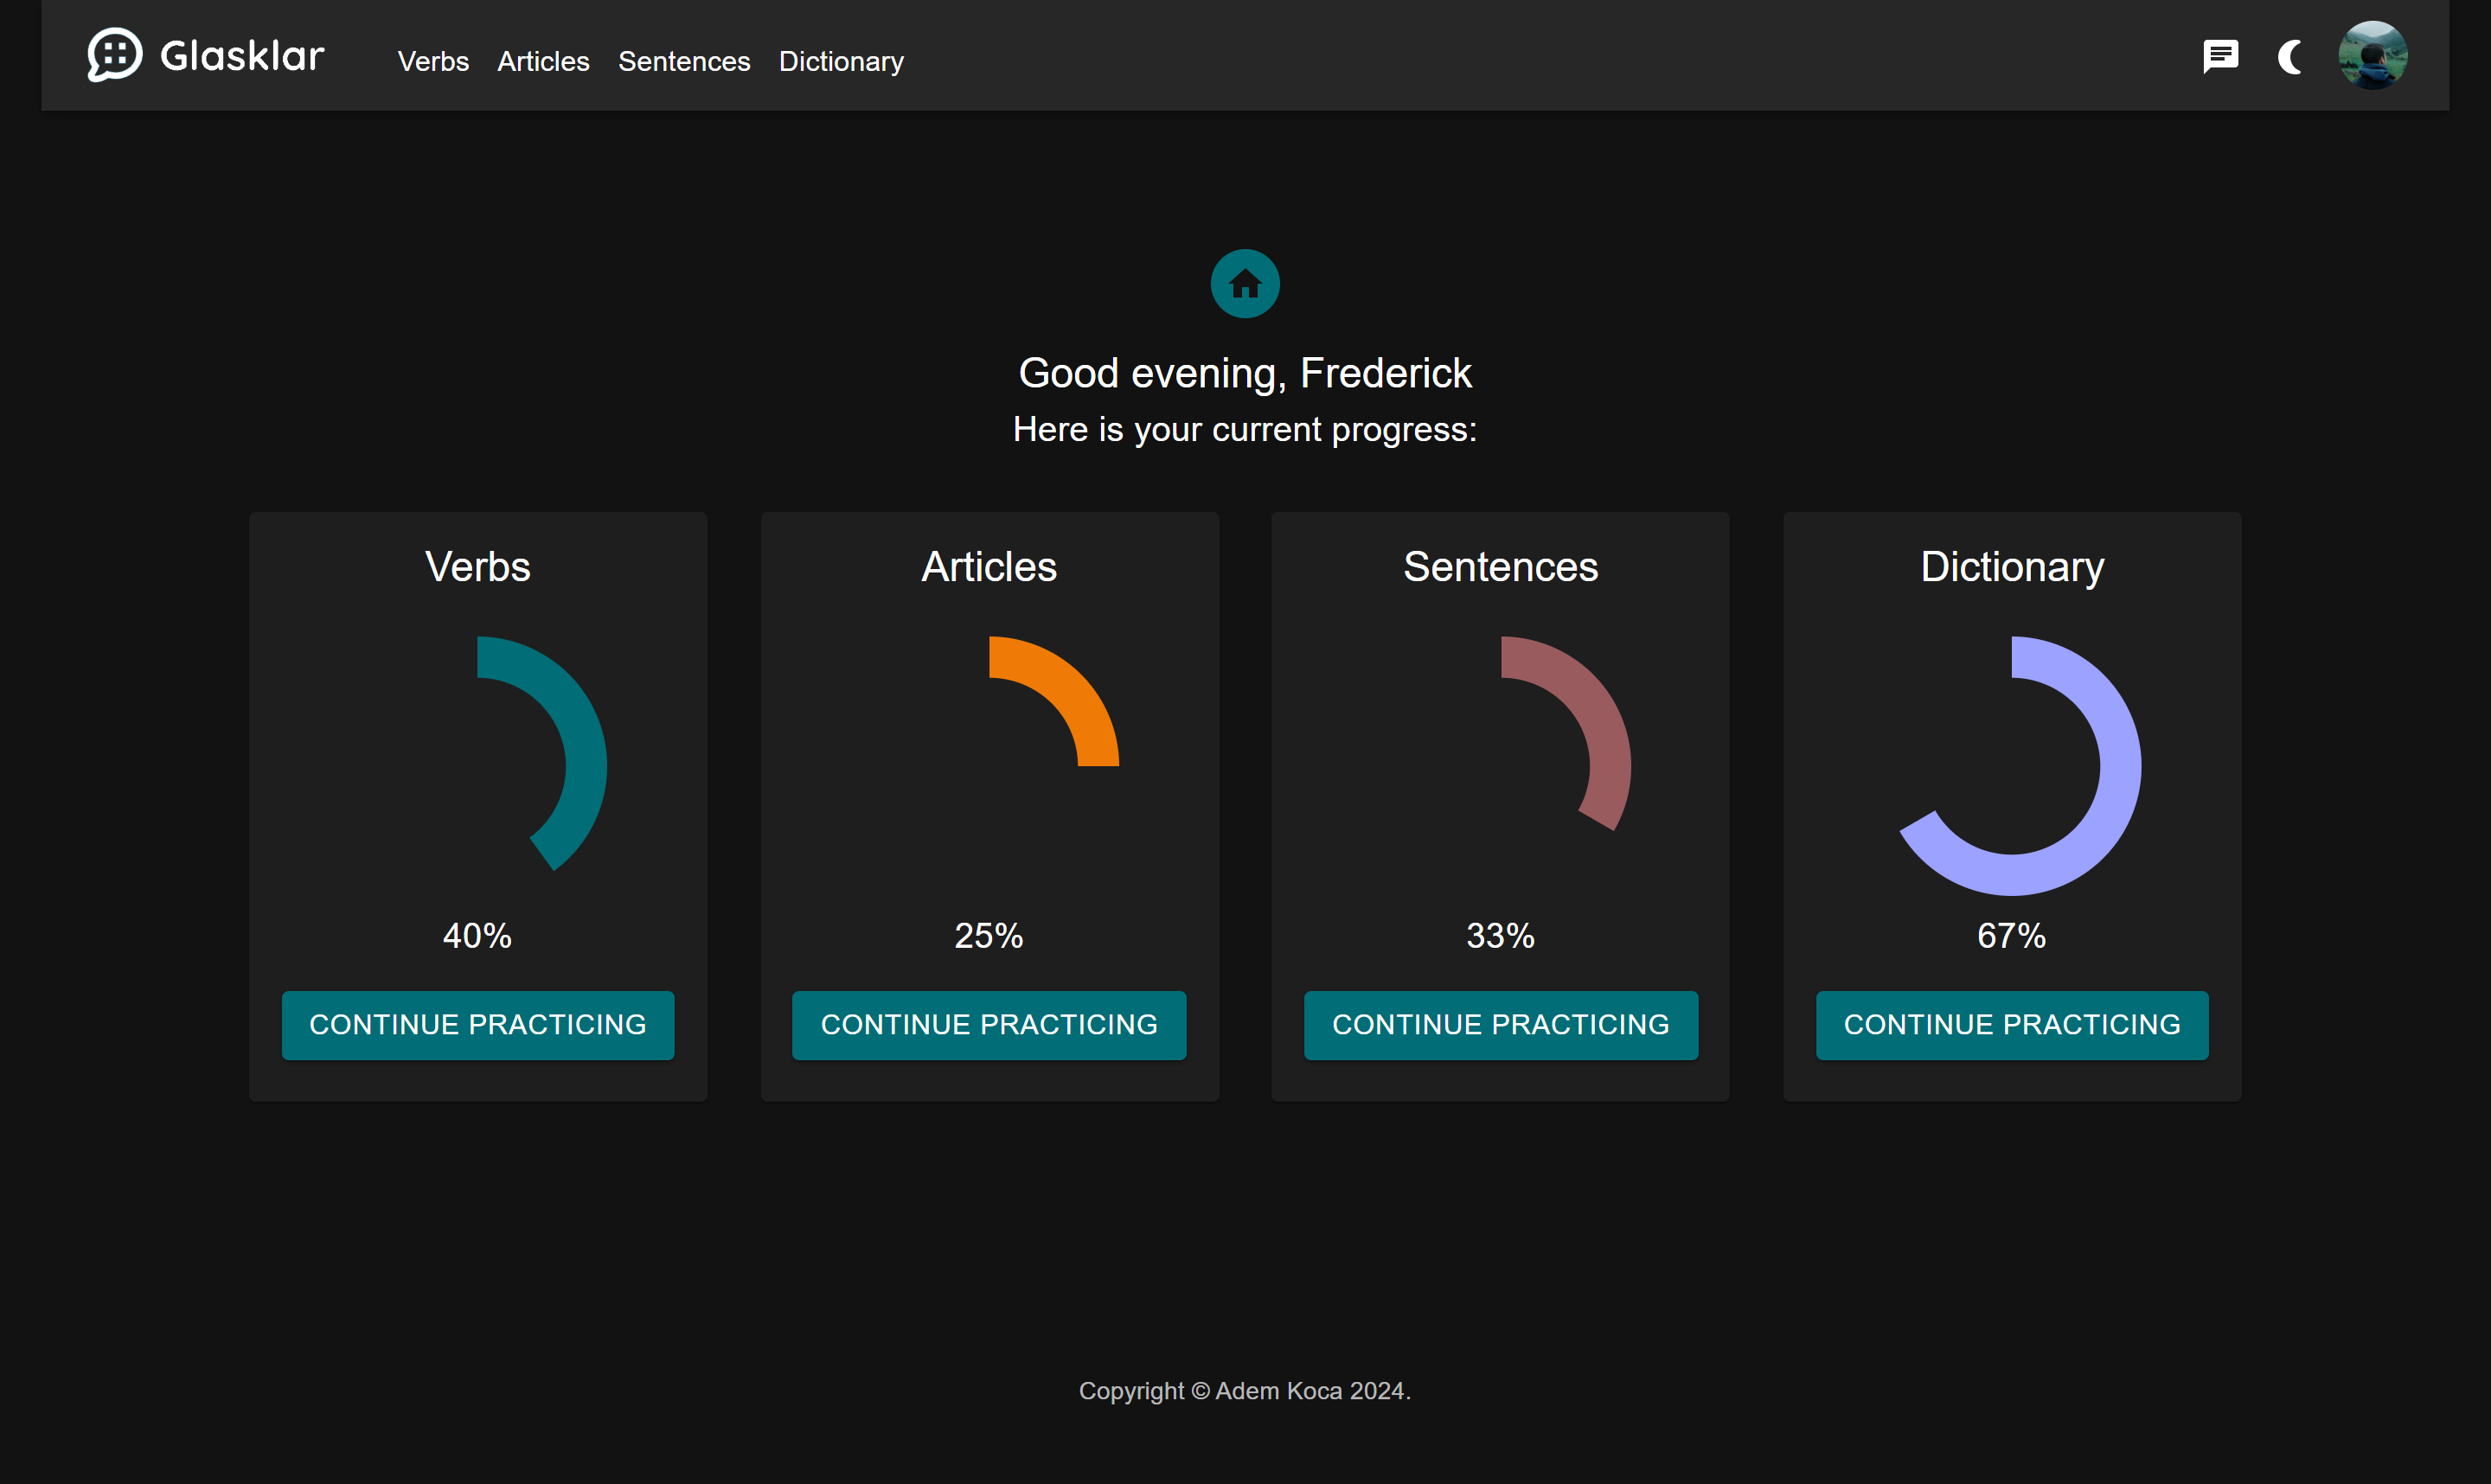 Glasklar
Verbs Articles Sentences Dictionary
Good evening, Frederick
Here is your current progress:
Verbs
40%
CONTINUE PRACTICING
Articles
25%
CONTINUE PRACTICING
Sentences
33%
CONTINUE PRACTICING
Dictionary
67%
CONTINUE PRACTICING
Copyright © Adem Koca 2024.